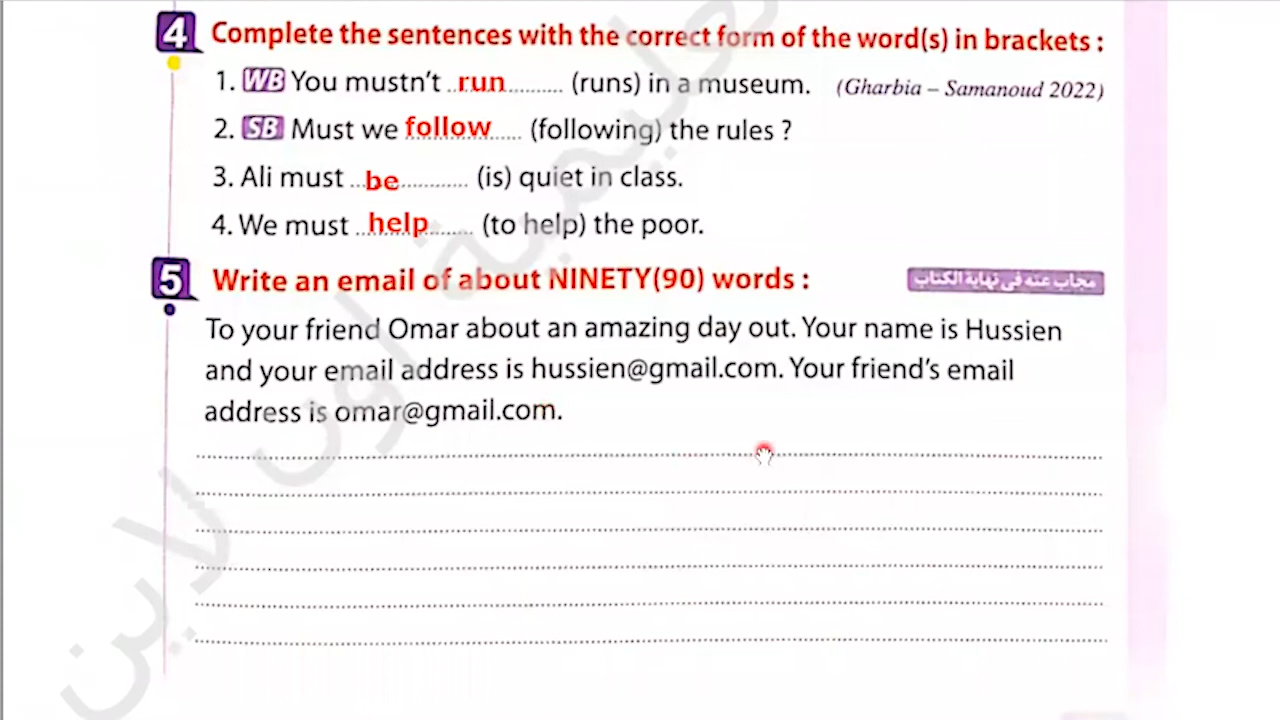 4 Complete the sentences with the correct form of the word(s) in brackets :
1. WB You mustn't ..run.......... (runs) in a museum. (Gharbia – Samanoud 2022)
2. SB Must we follow ..... (following) the rules ?
3. Ali must ...be............ (is) quiet in class.
4. We must ..help....... (to help) the poor.
5 Write an email of about NINETY(90) words :
مجاب عنه فى نهاية الكتاب
To your friend Omar about an amazing day out. Your name is Hussien
and your email address is hussien@gmail.com. Your friend's email
address is omar@gmail.com.
اون لاين